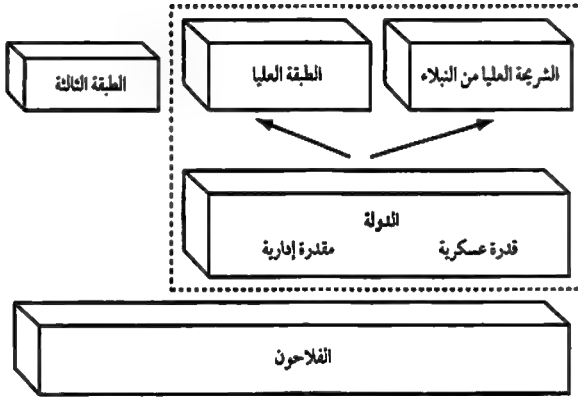 الشريحة العليا من النبلاء
الطبقة العليا
الطبقة الثالثة
الدولة
قدرة عسكرية
مقدرة إدارية
الفلاحون